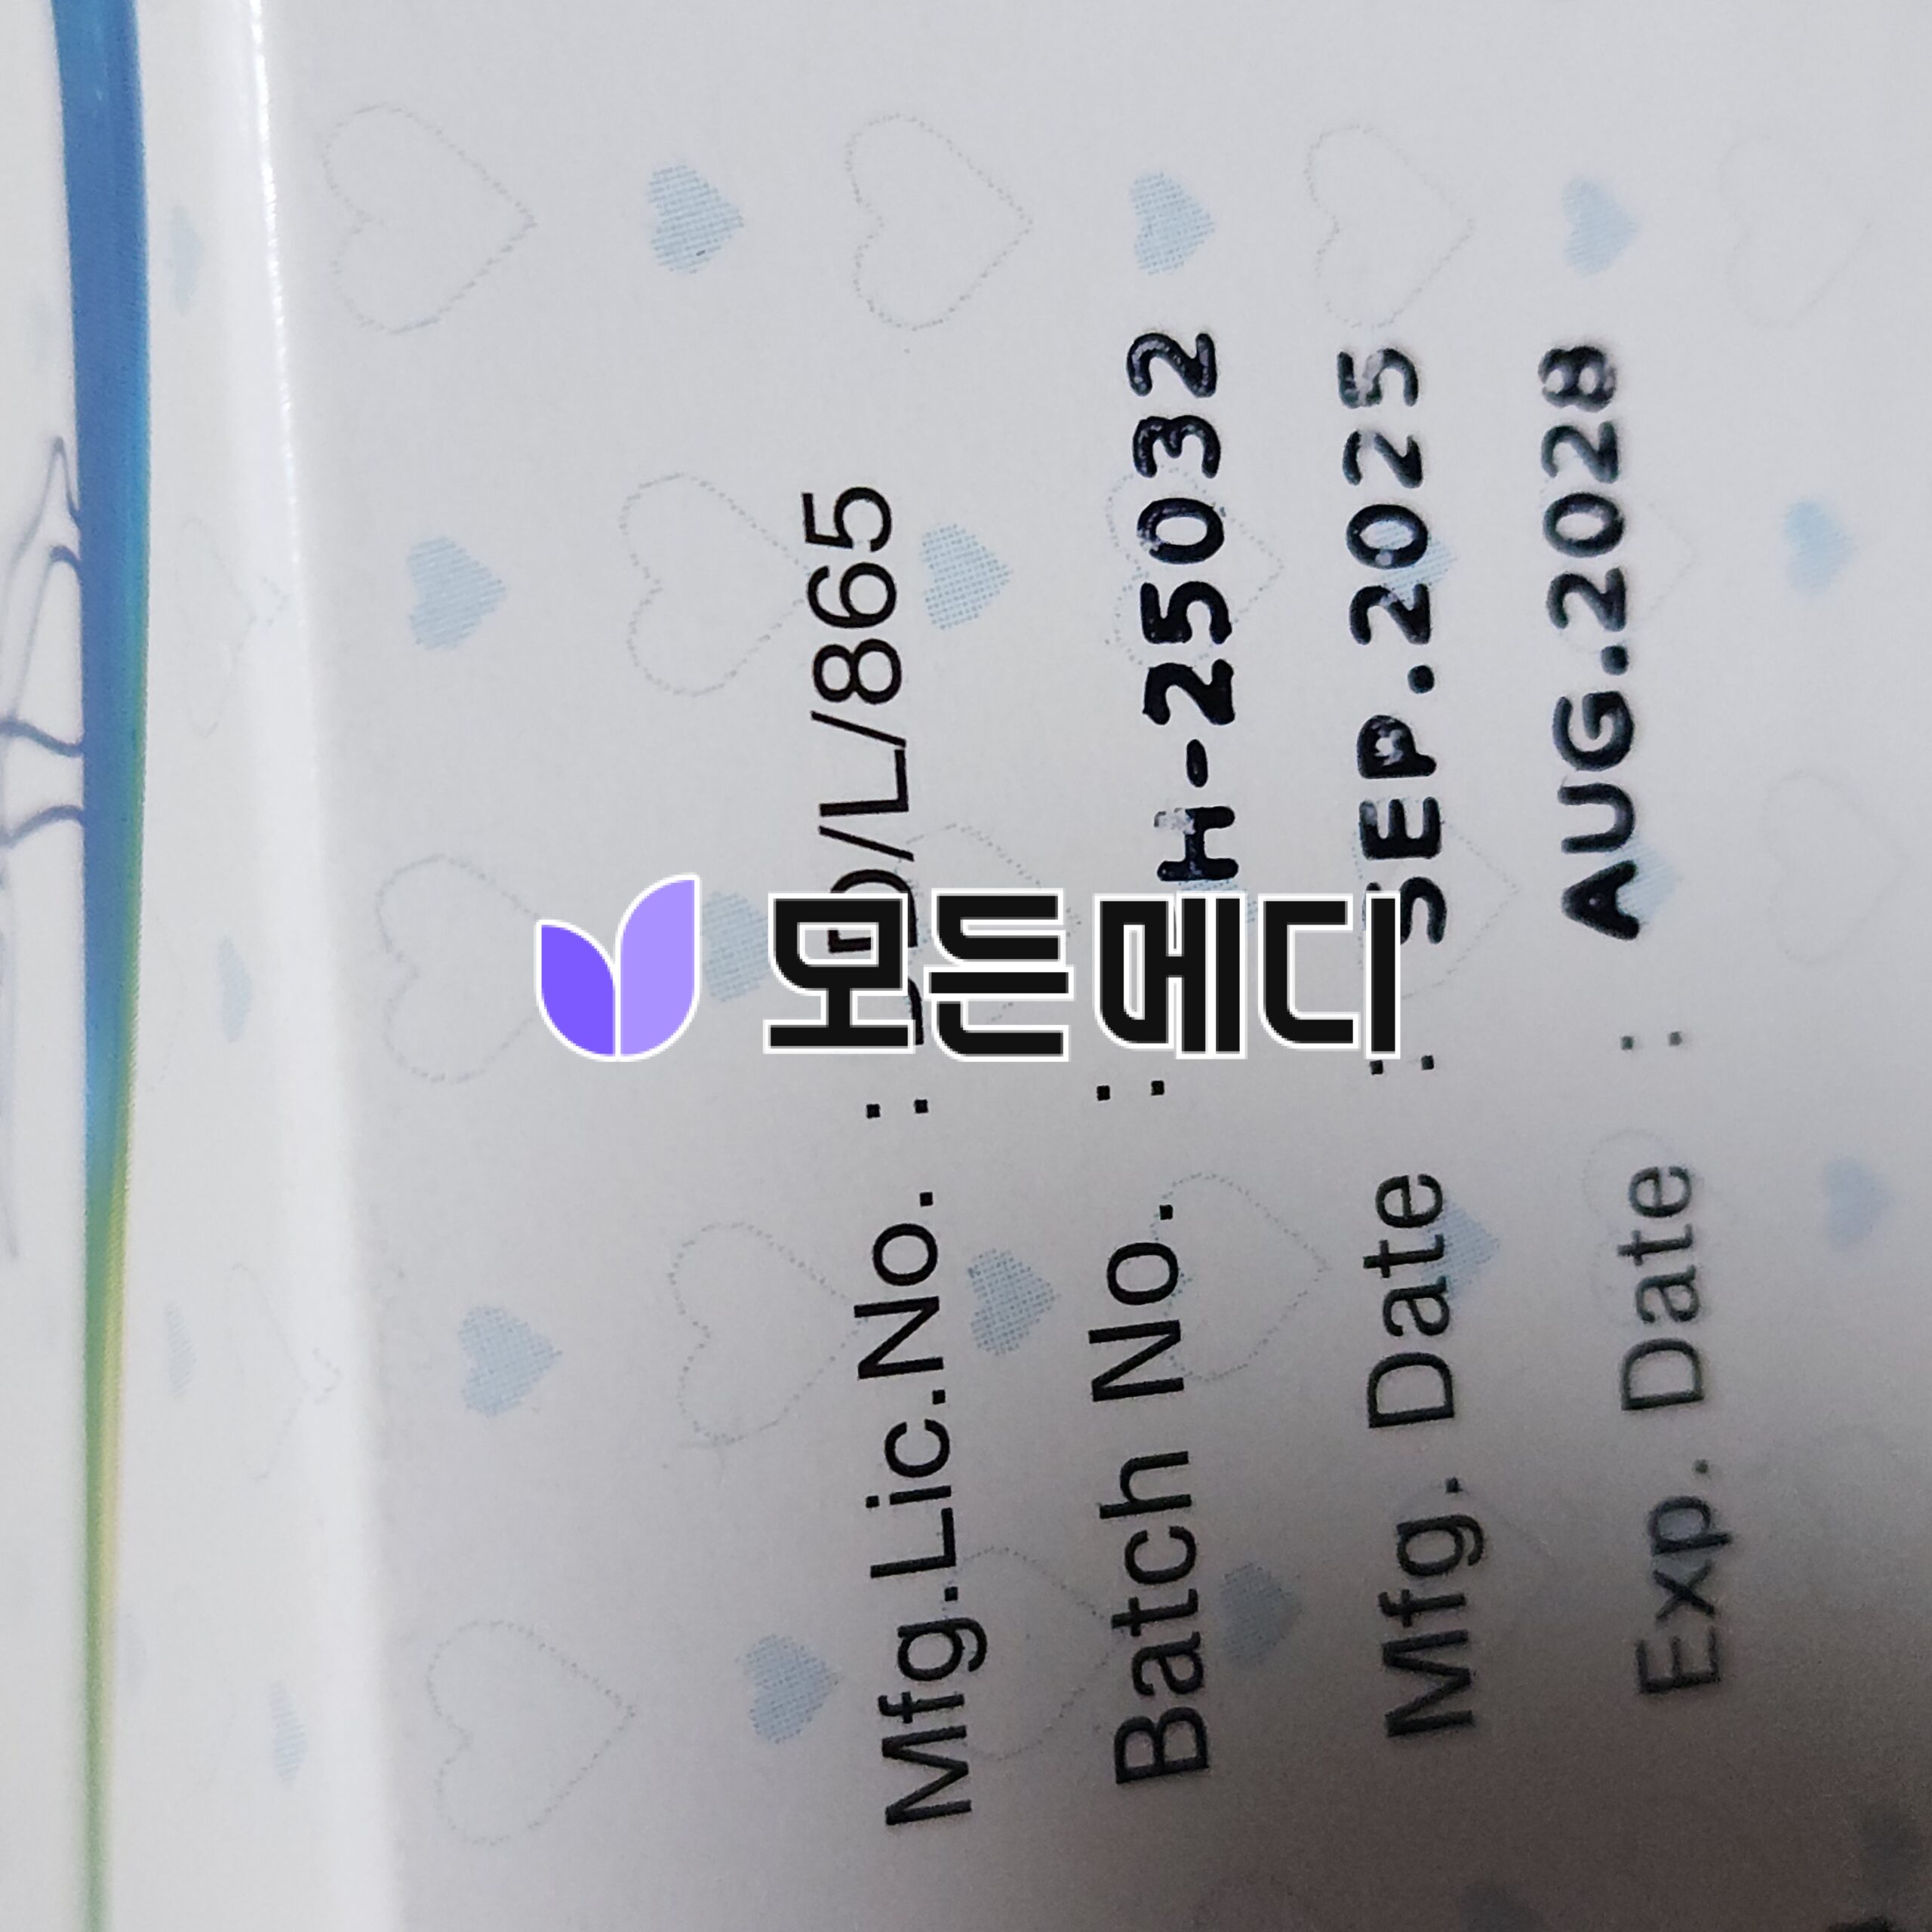 Mfg.Lic.No. : DD/L/865
Batch No. : H-25032
Mfg. Date : SEP.2025
Exp. Date : AUG.2028
모든메디